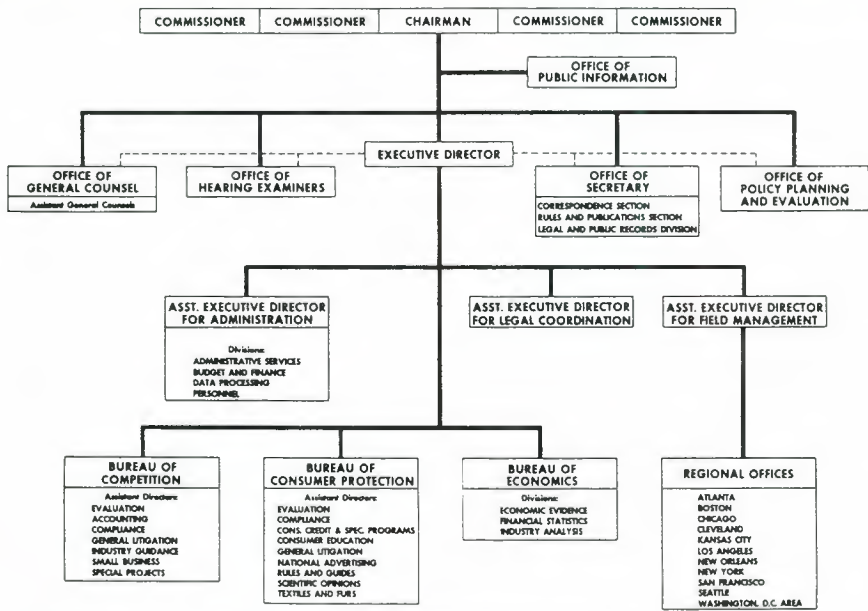 COMMISSIONER COMMISSIONER CHAIRMAN COMMISSIONER COMMISSIONER
OFFICE OF
PUBLIC INFORMATION
EXECUTIVE DIRECTOR
OFFICE OF
GENERAL COUNSEL
Assistant General Counsels
OFFICE OF
HEARING EXAMINERS
OFFICE OF
SECRETARY
CORRESPONDENCE SECTION
RULES AND PUBLICATIONS SECTION
LEGAL AND PUBLIC RECORDS DIVISION
OFFICE OF
POLICY PLANNING
AND EVALUATION
ASST. EXECUTIVE DIRECTOR
FOR ADMINISTRATION
Divisions:
ADMINISTRATIVE SERVICES
BUDGET AND FINANCE
DATA PROCESSING
PERSONNEL
ASST. EXECUTIVE DIRECTOR
FOR LEGAL COORDINATION
ASST. EXECUTIVE DIRECTOR
FOR FIELD MANAGEMENT
BUREAU OF
COMPETITION
Assistant Directors:
EVALUATION
ACCOUNTING
COMPLIANCE
GENERAL LITIGATION
INDUSTRY GUIDANCE
SMALL BUSINESS
SPECIAL PROJECTS
BUREAU OF
CONSUMER PROTECTION
Assistant Directors:
EVALUATION
COMPLIANCE
CONS. CREDIT & SPEC. PROGRAMS
CONSUMER EDUCATION
GENERAL LITIGATION
NATIONAL ADVERTISING
RULES AND GUIDES
SCIENTIFIC OPINIONS
TEXTILES AND FURS
BUREAU OF
ECONOMICS
Divisions:
ECONOMIC EVIDENCE
FINANCIAL STATISTICS
INDUSTRY ANALYSIS
REGIONAL OFFICES
ATLANTA
BOSTON
CHICAGO
CLEVELAND
KANSAS CITY
LOS ANGELES
NEW ORLEANS
NEW YORK
SAN FRANCISCO
SEATTLE
WASHINGTON, D.C. AREA